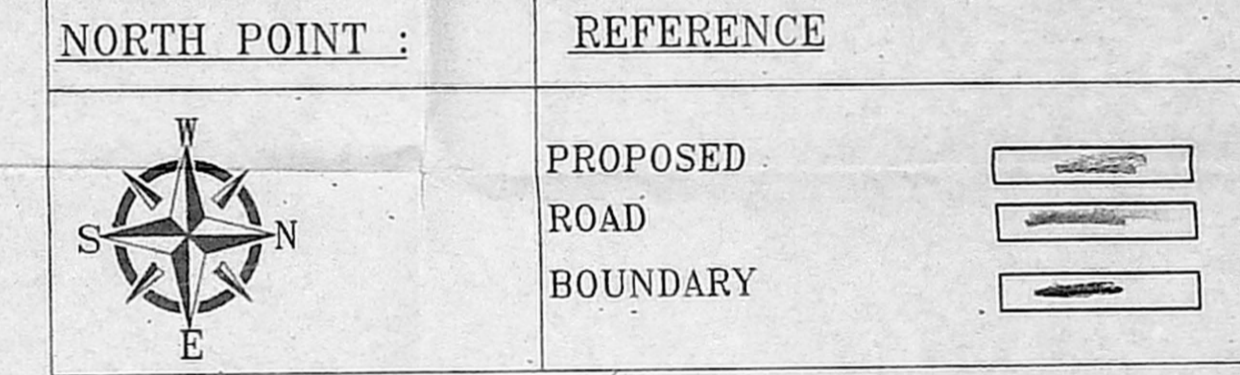 NORTH POINT :
REFERENCE
W
S
N
E
PROPOSED
ROAD
BOUNDARY